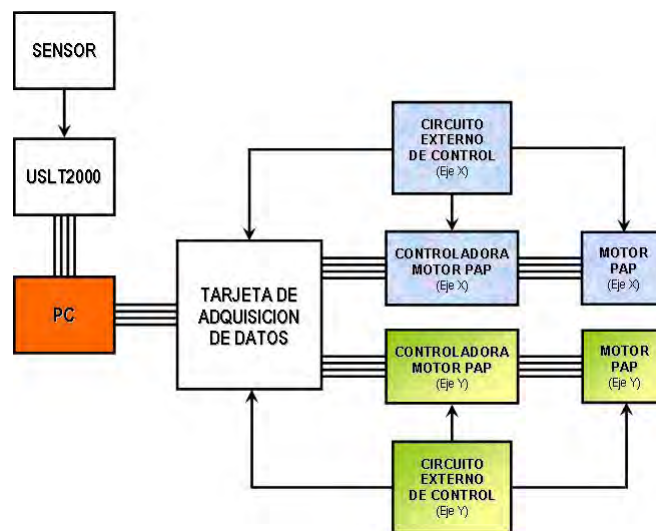 SENSOR
USLT2000
PC
TARJETA DE
ADQUISICION
DE DATOS
CIRCUITO
EXTERNO
DE CONTROL
(Eje X)
CONTROLADORA
MOTOR PAP
(Eje X)
MOTOR
PAP
(Eje X)
CONTROLADORA
MOTOR PAP
(Eje Y)
MOTOR
PAP
(Eje Y)
CIRCUITO
EXTERNO
DE CONTROL
(Eje Y)